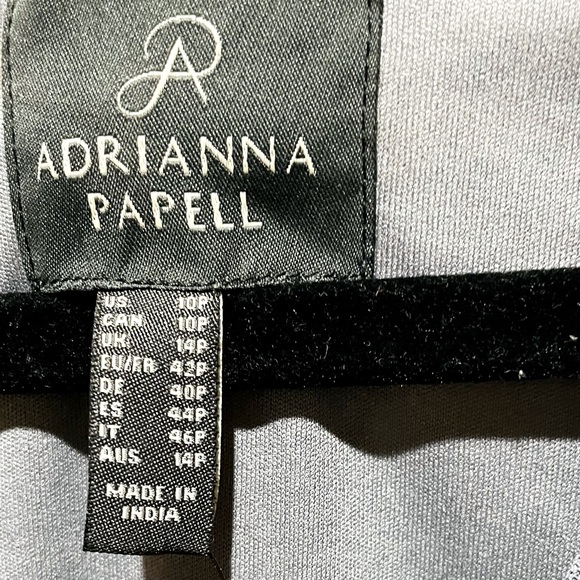 ADRIANNA
PAPELL
US 10P
CAN 10P
UK 14P
EU/FR 42P
DE 40P
ES 44P
IT 46P
AUS 14P
MADE IN
INDIA